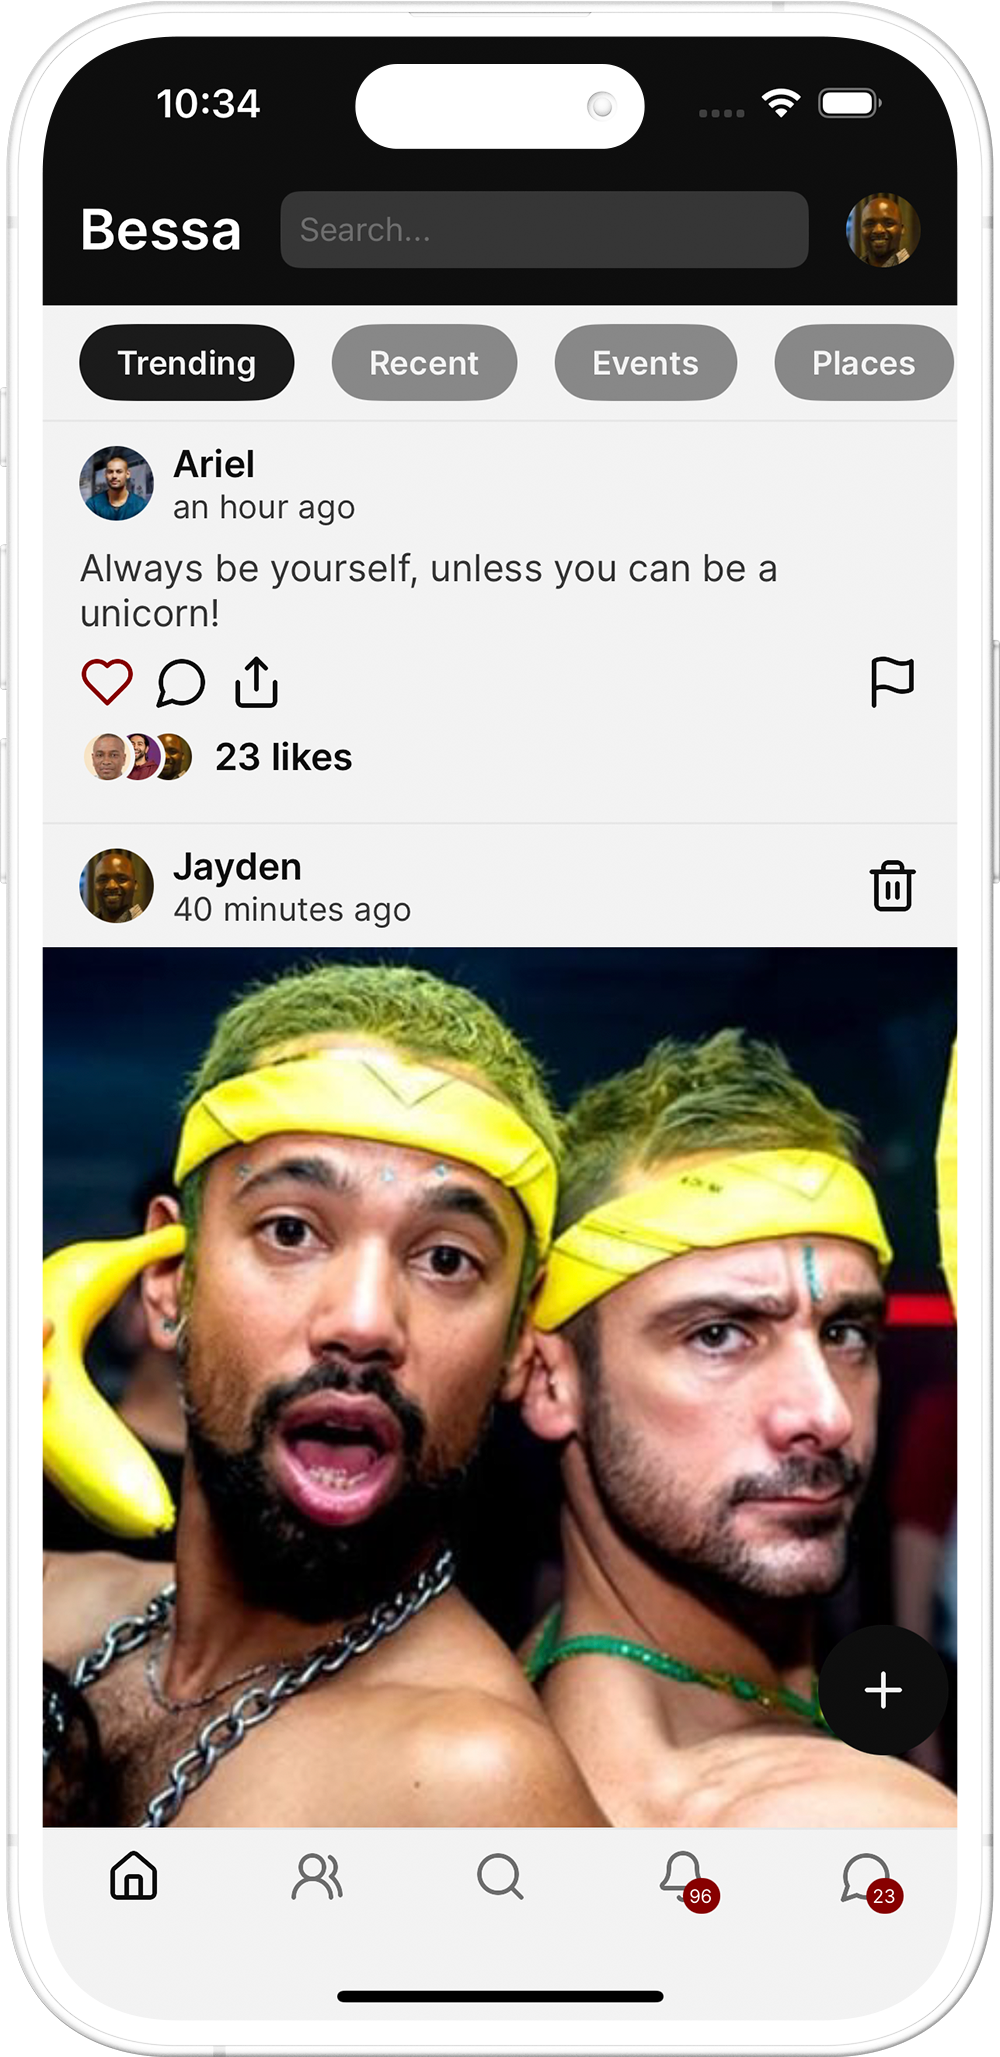 10:34
Bessa
Search...
Trending
Recent
Events
Places
Ariel
an hour ago
Always be yourself, unless you can be a
unicorn!
23 likes
Jayden
40 minutes ago
96
23